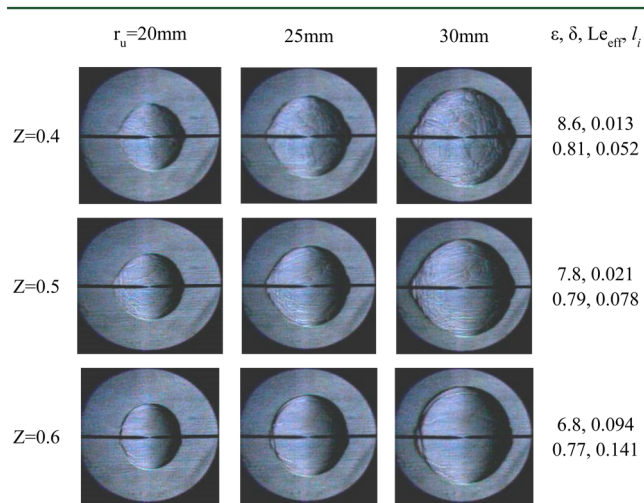 r_u=20mm 25mm 30mm ε, δ, Le_eff, l_i
Z=0.4
8.6, 0.013
0.81, 0.052
Z=0.5
7.8, 0.021
0.79, 0.078
Z=0.6
6.8, 0.094
0.77, 0.141